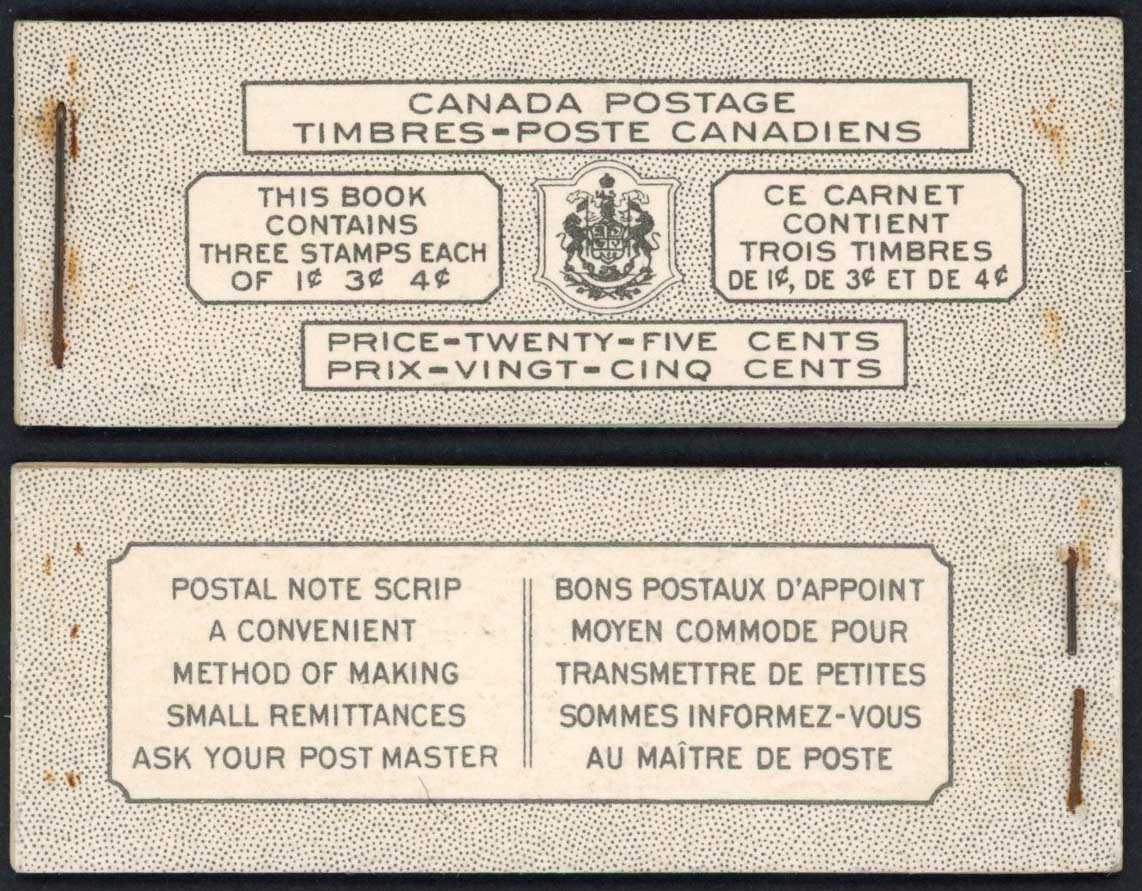 CANADA POSTAGE
TIMBRES-POSTE CANADIENS
THIS BOOK
CONTAINS
THREE STAMPS EACH
OF 1¢ 3¢ 4¢
CE CARNET
CONTIENT
TROIS TIMBRES
DE 1¢, DE 3¢ ET DE 4¢
PRICE-TWENTY-FIVE CENTS
PRIX-VINGT-CINQ CENTS
POSTAL NOTE SCRIP
A CONVENIENT
METHOD OF MAKING
SMALL REMITTANCES
ASK YOUR POST MASTER
BONS POSTAUX D'APPOINT
MOYEN COMMODE POUR
TRANSMETTRE DE PETITES
SOMMES INFORMEZ-VOUS
AU MAÎTRE DE POSTE